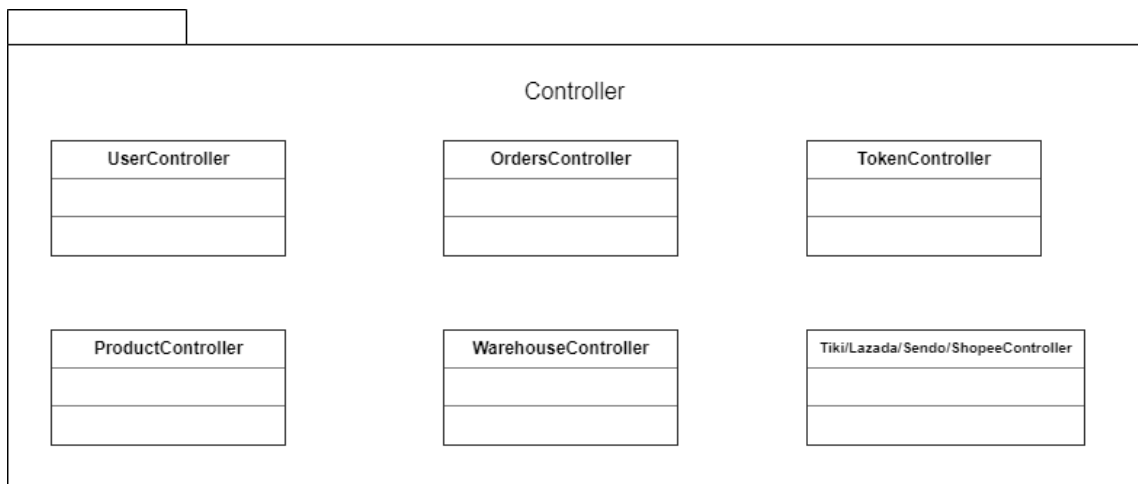 Controller
UserController
OrdersController
TokenController
ProductController
WarehouseController
Tiki/Lazada/Sendo/ShopeeController